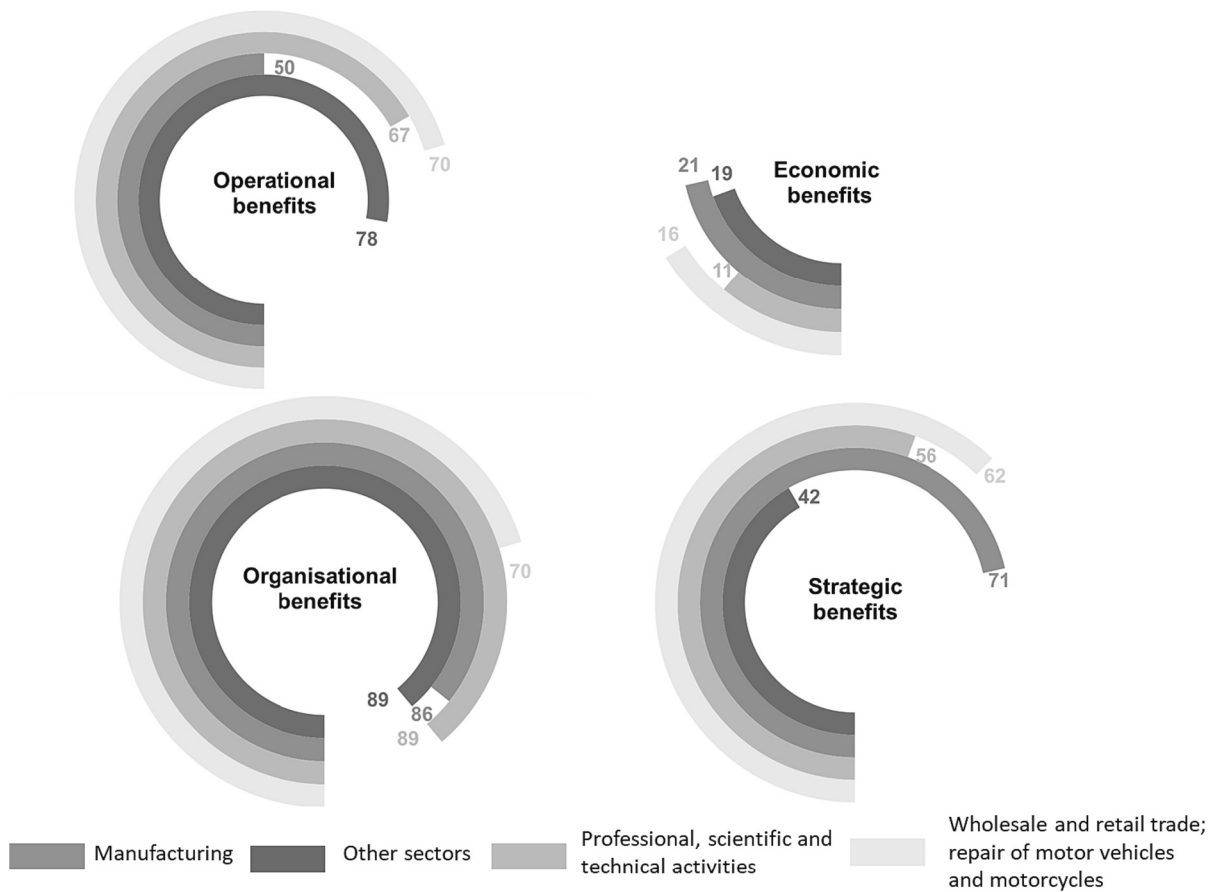 50
67
70
Operational
benefits
78
Economic
benefits
21
19
16
11
Organisational
benefits
70
89
86
89
56
62
42
Strategic
benefits
71
Manufacturing
Other sectors
Professional, scientific and
technical activities
Wholesale and retail trade;
repair of motor vehicles
and motorcycles